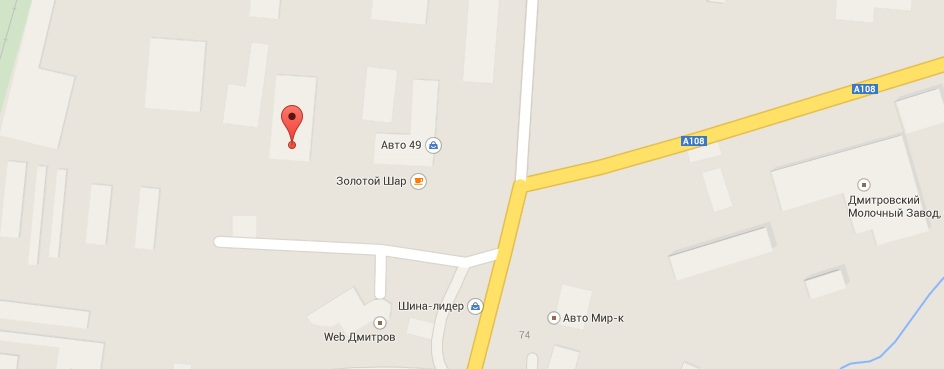 A108
A108
Авто 49
Золотой Шар
Дмитровский
Молочный Завод,
Шина-лидер
Авто Мир-к
74
Web Дмитров